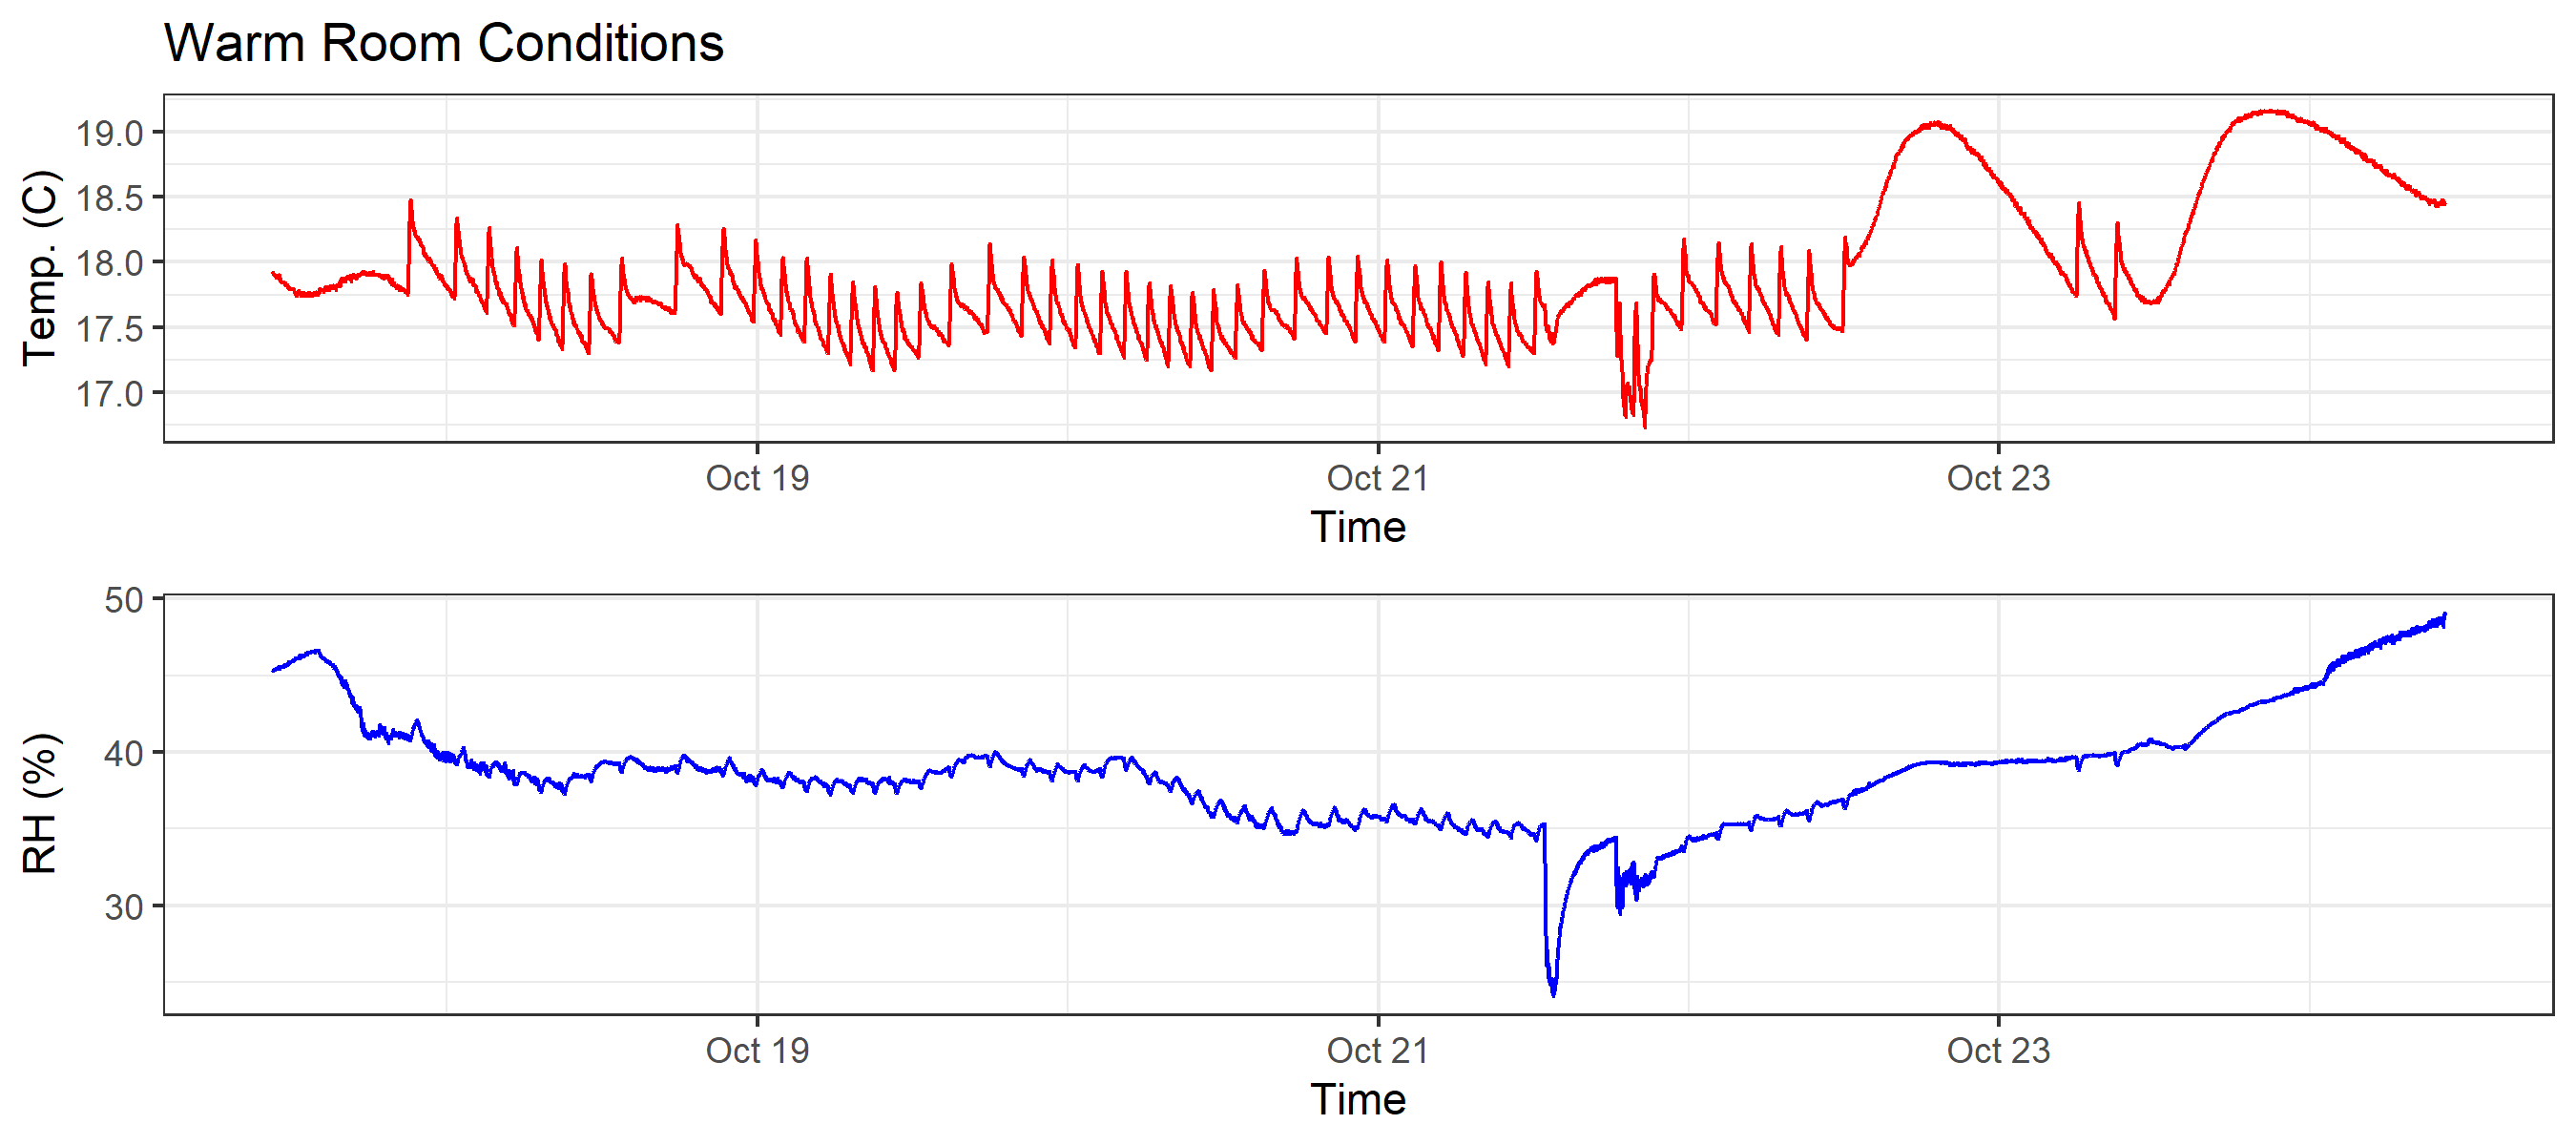 Warm Room Conditions
Temp. (C)
19.0
18.5
18.0
17.5
17.0
Oct 19 Oct 21 Oct 23
Time
RH (%)
50
40
30
Oct 19 Oct 21 Oct 23
Time